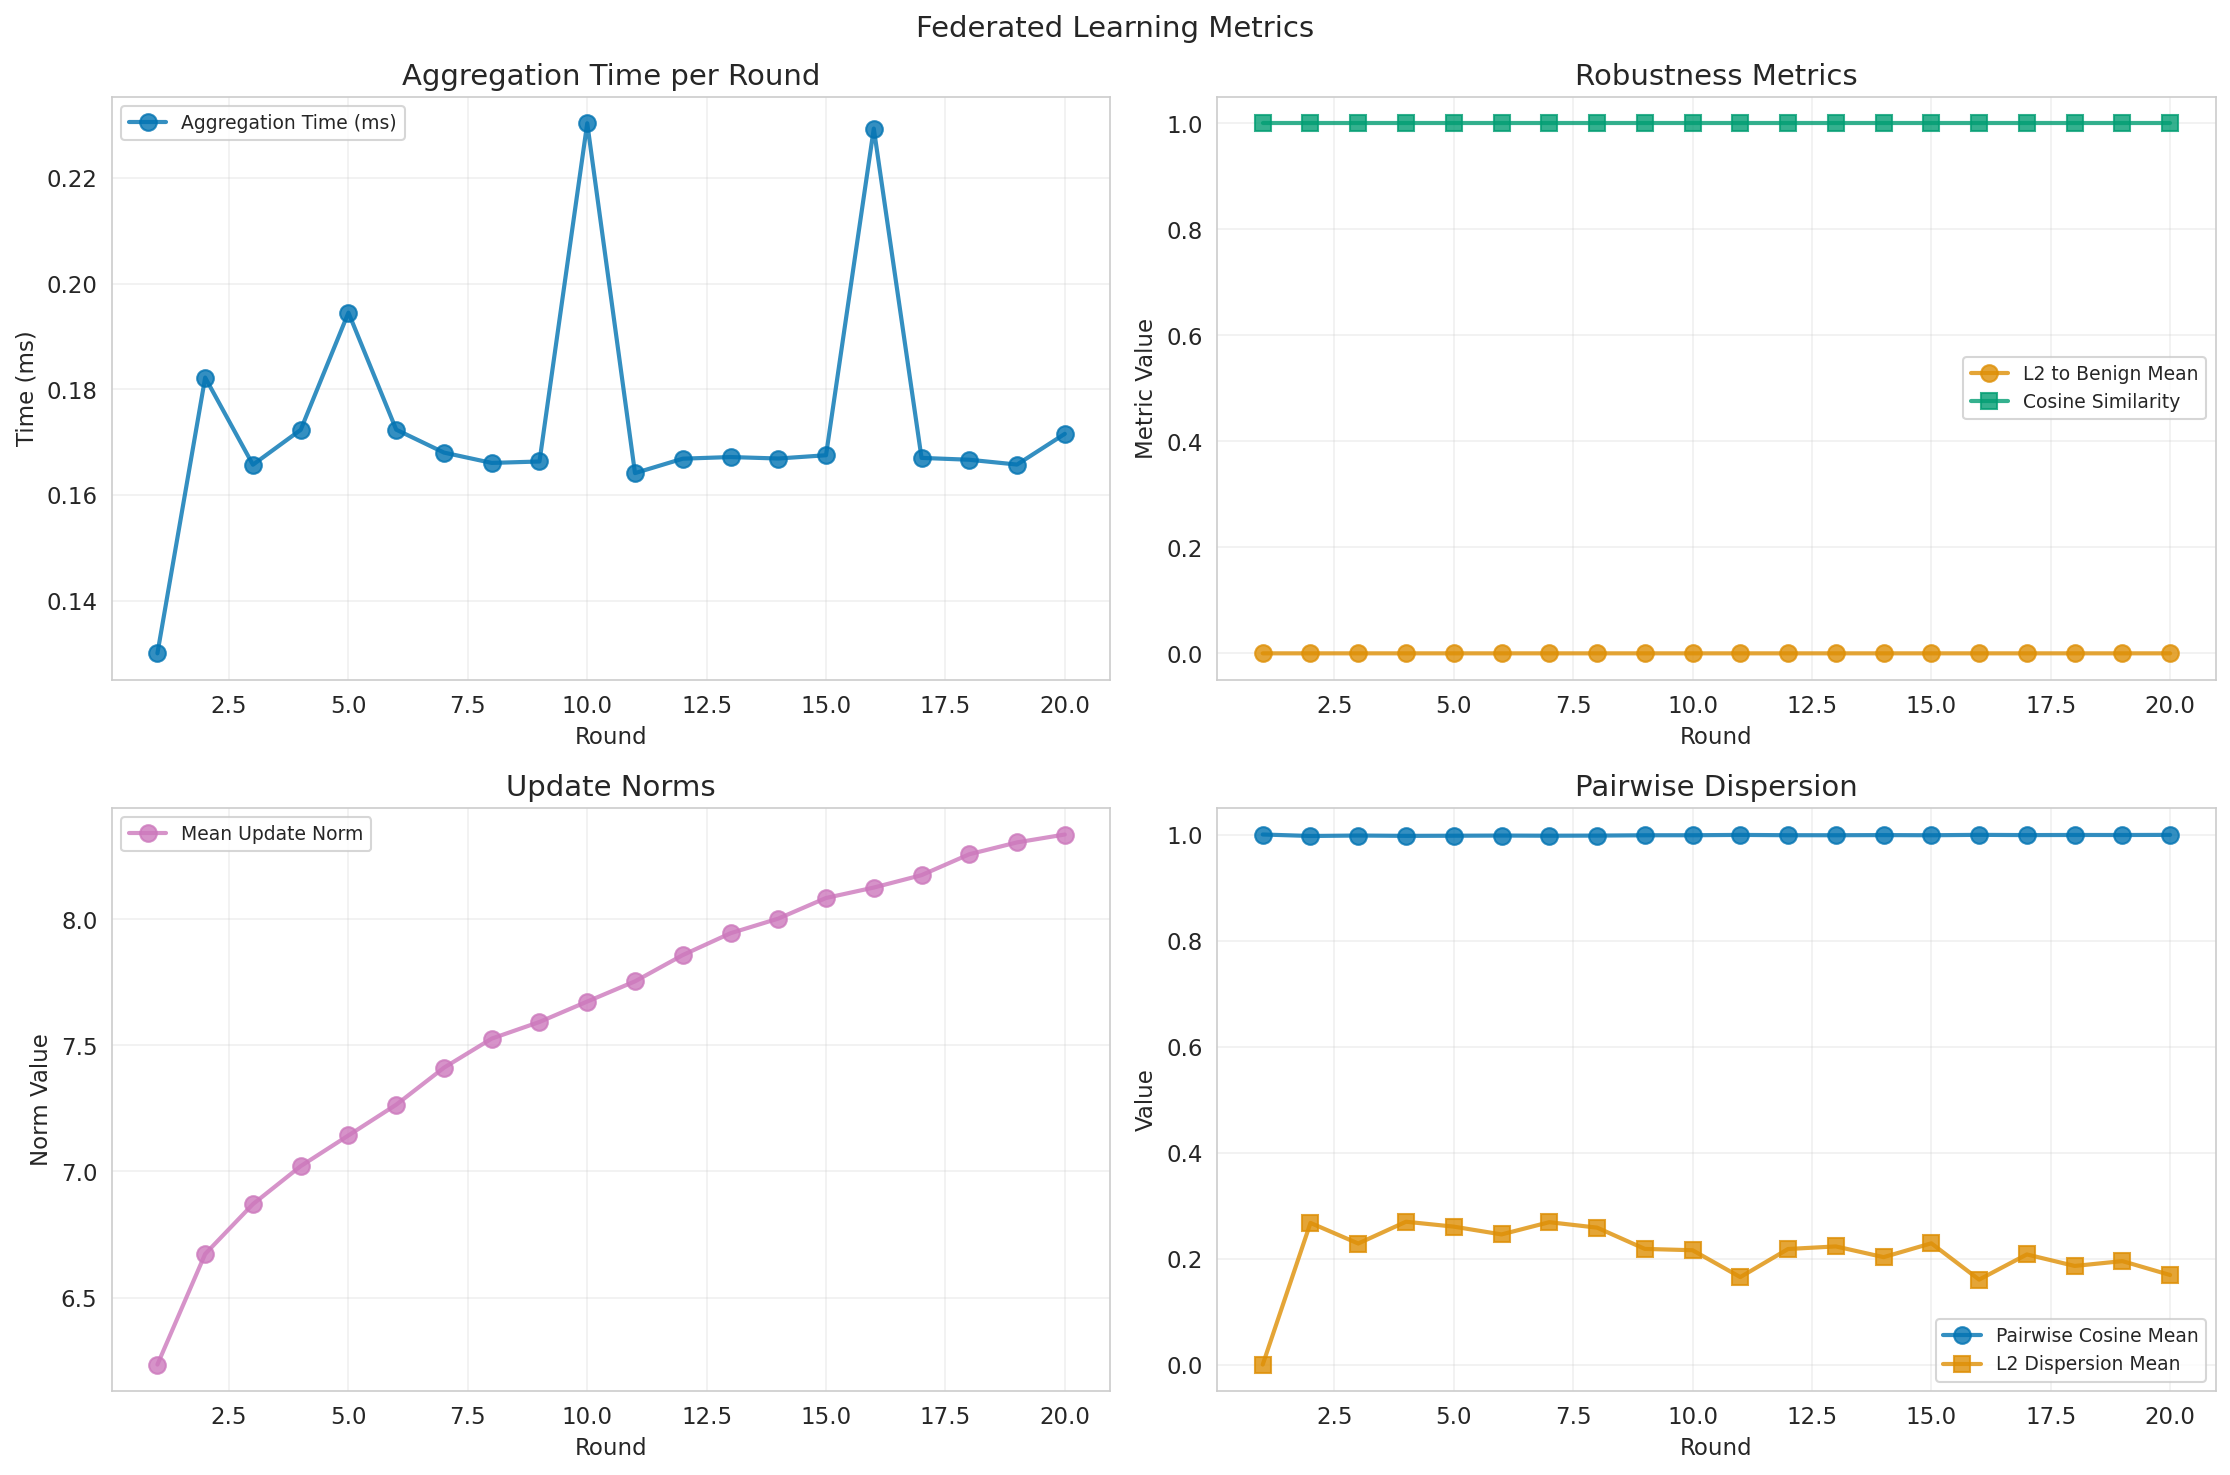 Federated Learning Metrics
Aggregation Time per Round
Aggregation Time (ms)
Time (ms)
0.22
0.20
0.18
0.16
0.14
2.5 5.0 7.5 10.0 12.5 15.0 17.5 20.0
Round
Robustness Metrics
Metric Value
1.0
0.8
0.6
0.4
0.2
0.0
L2 to Benign Mean
Cosine Similarity
2.5 5.0 7.5 10.0 12.5 15.0 17.5 20.0
Round
Update Norms
Mean Update Norm
Norm Value
8.0
7.5
7.0
6.5
2.5 5.0 7.5 10.0 12.5 15.0 17.5 20.0
Round
Pairwise Dispersion
Value
1.0
0.8
0.6
0.4
0.2
0.0
Pairwise Cosine Mean
L2 Dispersion Mean
2.5 5.0 7.5 10.0 12.5 15.0 17.5 20.0
Round